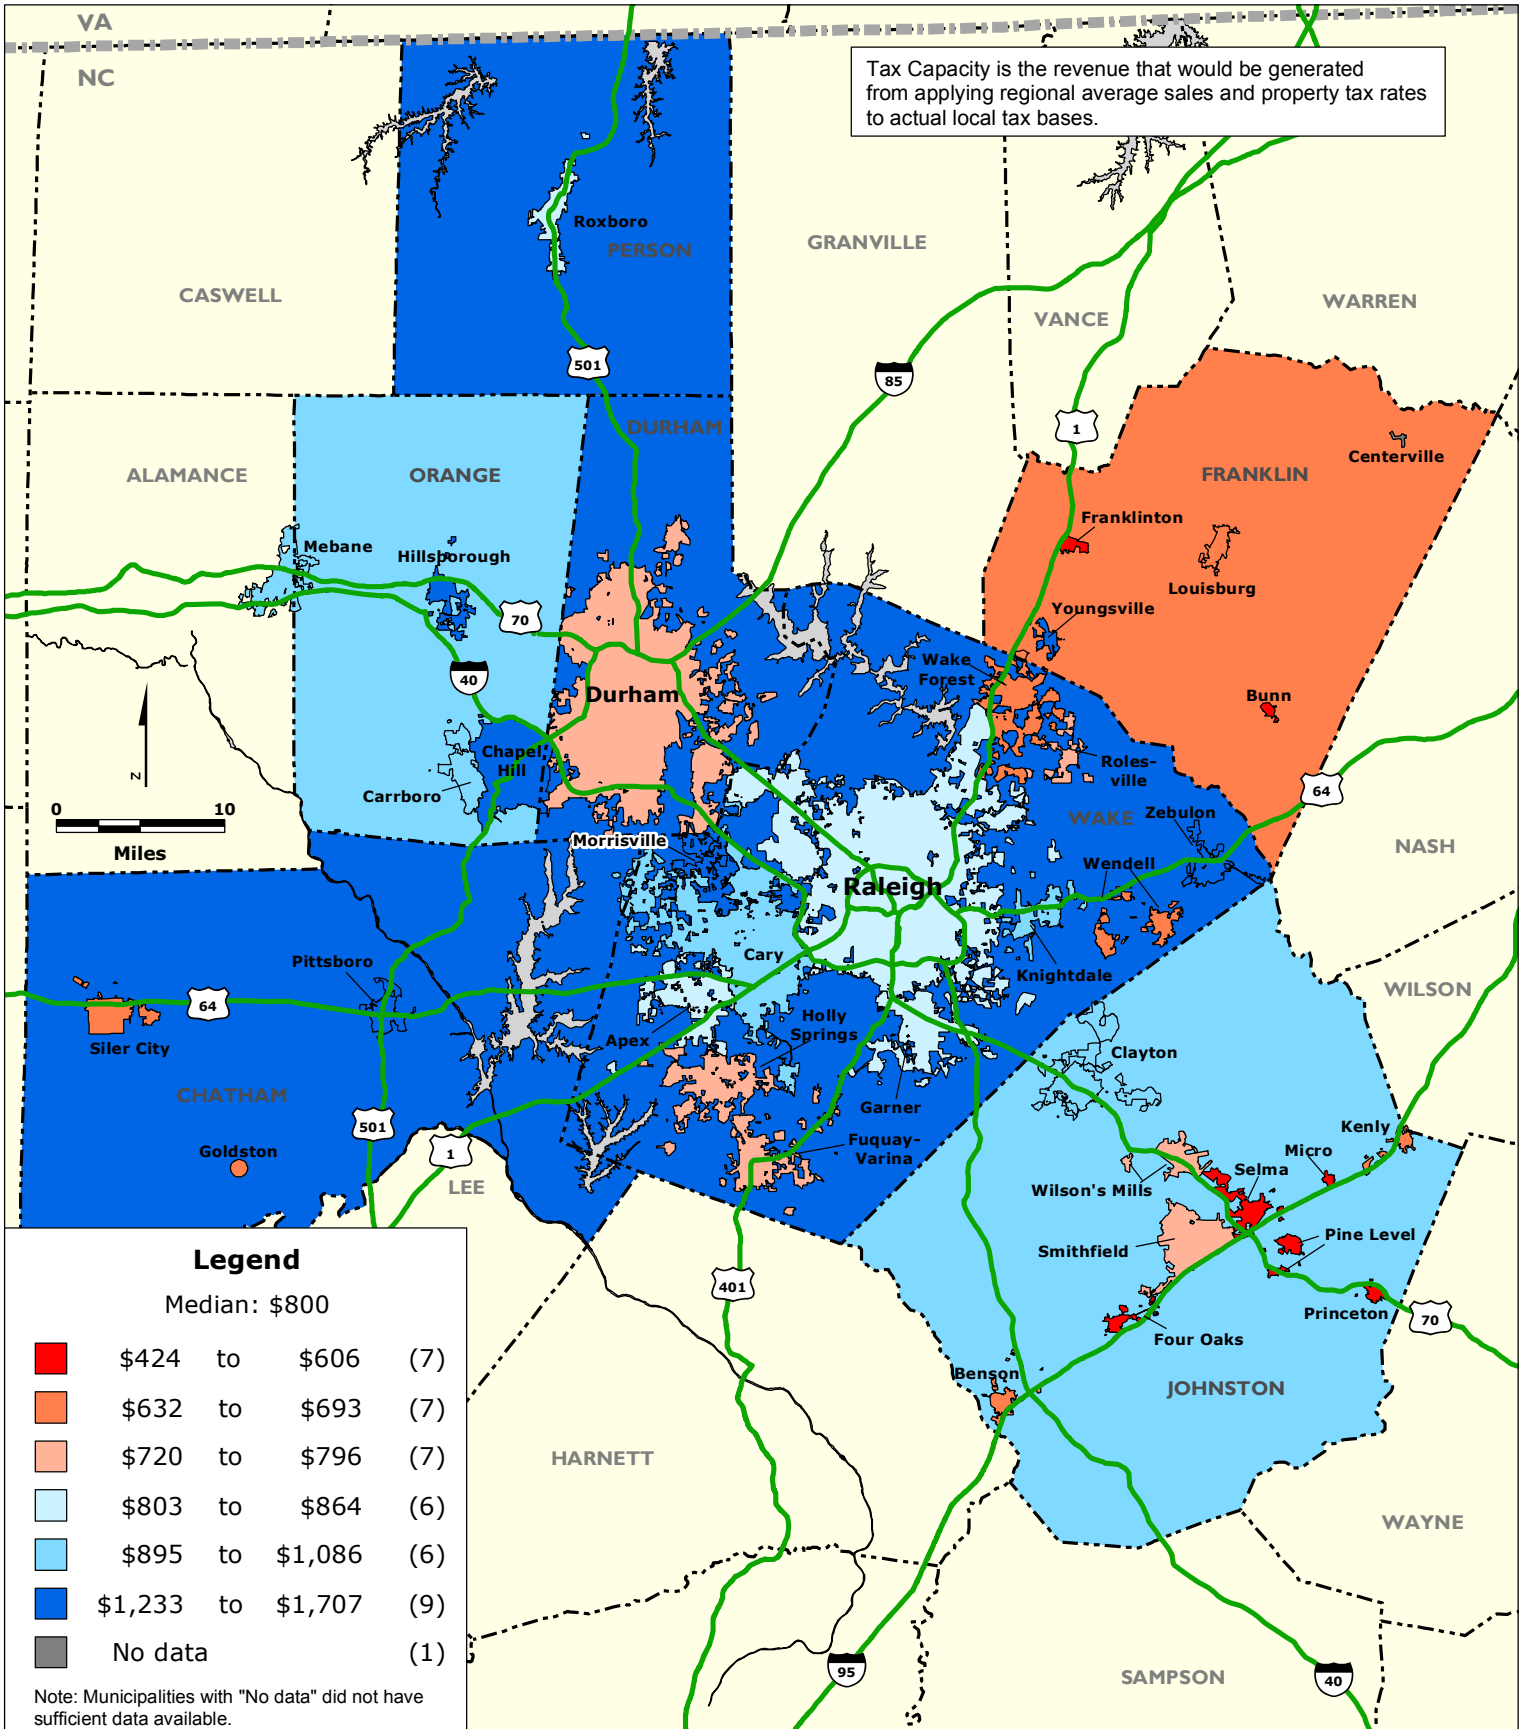 VA
NC
Tax Capacity is the revenue that would be generated
from applying regional average sales and property tax rates
to actual local tax bases.
Roxboro
PERSON
GRANVILLE
CASWELL
VANCE
WARREN
501
85
1
DURHAM
ALAMANCE
ORANGE
FRANKLIN
Centerville
Franklinton
Mebane
Hillsborough
Louisburg
Youngsville
70
40
Wake
Forest
Durham
Bunn
Chapel
Hill
Roles-
ville
Carrboro
64
0 10
Miles
Zebulon
WAKE
Morrisville
NASH
Wendell
Raleigh
Cary
Knightdale
Pittsboro
WILSON
64
Siler City
Holly
Springs
Apex
Clayton
CHATHAM
Garner
501
Kenly
Fuquay-
Varina
Goldston
1
Micro
Selma
LEE
Wilson's Mills
Pine Level
Smithfield
401
Princeton
70
Four Oaks
Benson
JOHNSTON
HARNETT
WAYNE
95
SAMPSON
40
N
Legend
Median: $800
$424 to $606 (7)
$632 to $693 (7)
$720 to $796 (7)
$803 to $864 (6)
$895 to $1,086 (6)
$1,233 to $1,707 (9)
No data (1)
Note: Municipalities with "No data" did not have
sufficient data available.